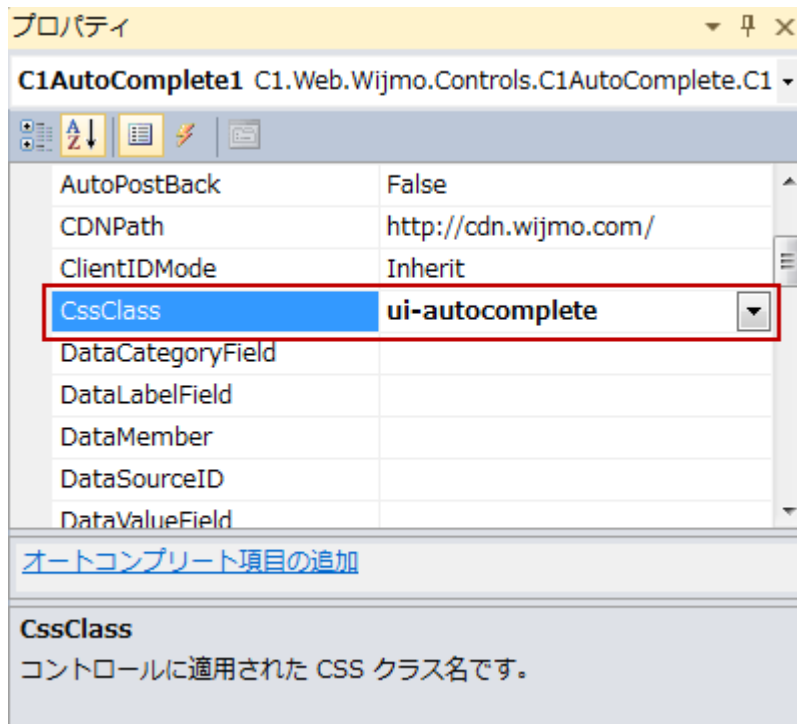 プロパティ
C1AutoComplete1 C1.Web.Wijmo.Controls.C1AutoComplete.C1
AutoPostBack False
CDNPath http://cdn.wijmo.com/
ClientIDMode Inherit
CssClass ui-autocomplete
DataCategoryField
DataLabelField
DataMember
DataSourceID
DataValueField
オートコンプリート項目の追加
CssClass
コントロールに適用された CSS クラス名です。